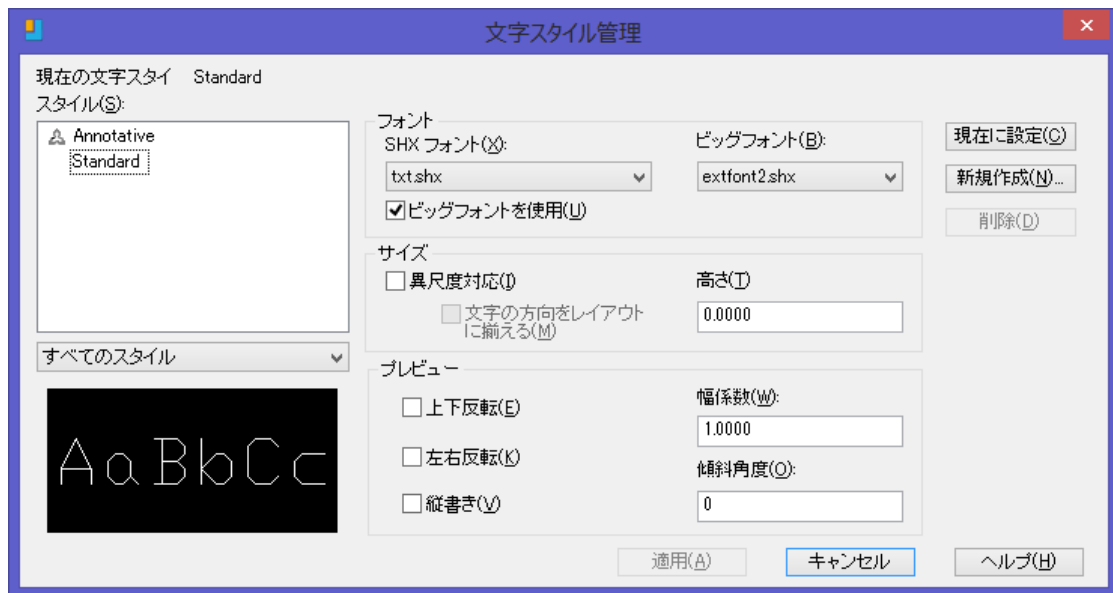 文字スタイル管理
現在の文字スタイ Standard
スタイル(S):
Annotative
Standard
すべてのスタイル
AaBbCc
フォント
SHX フォント(X):
ビッグフォント(B):
txt.shx
extfont2.shx
ビッグフォントを使用(U)
サイズ
異尺度対応(I)
文字の方向をレイアウト
に揃える(M)
高さ(T)
0.0000
プレビュー
上下反転(E)
左右反転(K)
縦書き(V)
幅係数(W):
1.0000
傾斜角度(O):
0
現在に設定(C)
新規作成(N)...
削除(D)
適用(A)
キャンセル
ヘルプ(H)